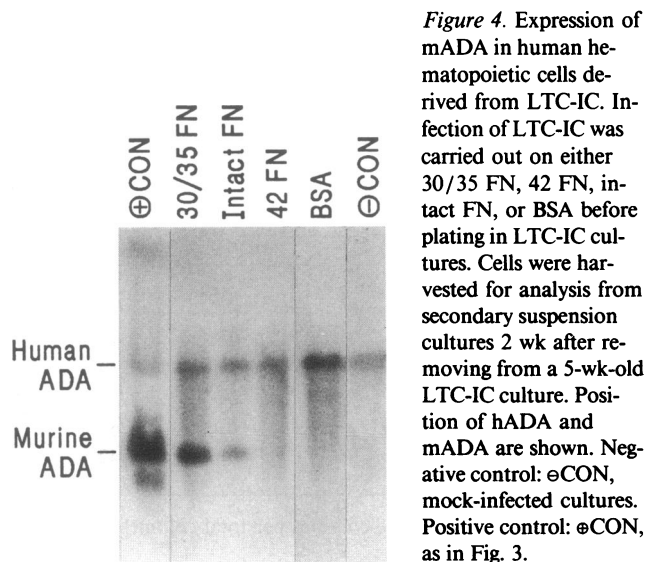 ⊕CON
30/35 FN
Intact FN
42 FN
BSA
⊖CON
Human
ADA
Murine
ADA
Figure 4. Expression of
mADA in human he-
matopoietic cells de-
rived from LTC-IC. In-
fection of LTC-IC was
carried out on either
30/35 FN, 42 FN, in-
tact FN, or BSA before
plating in LTC-IC cul-
tures. Cells were har-
vested for analysis from
secondary suspension
cultures 2 wk after re-
moving from a 5-wk-old
LTC-IC culture. Posi-
tion of hADA and
mADA are shown. Neg-
ative control: ⊖CON,
mock-infected cultures.
Positive control: ⊕CON,
as in Fig. 3.